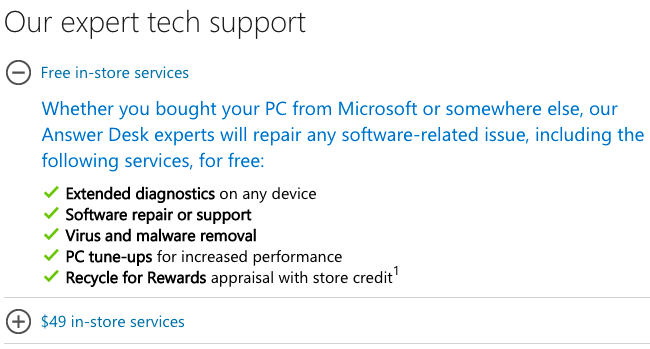 Our expert tech support
Free in-store services
Whether you bought your PC from Microsoft or somewhere else, our
Answer Desk experts will repair any software-related issue, including the
following services, for free:
Extended diagnostics on any device
Software repair or support
Virus and malware removal
PC tune-ups for increased performance
Recycle for Rewards appraisal with store credit1
$49 in-store services